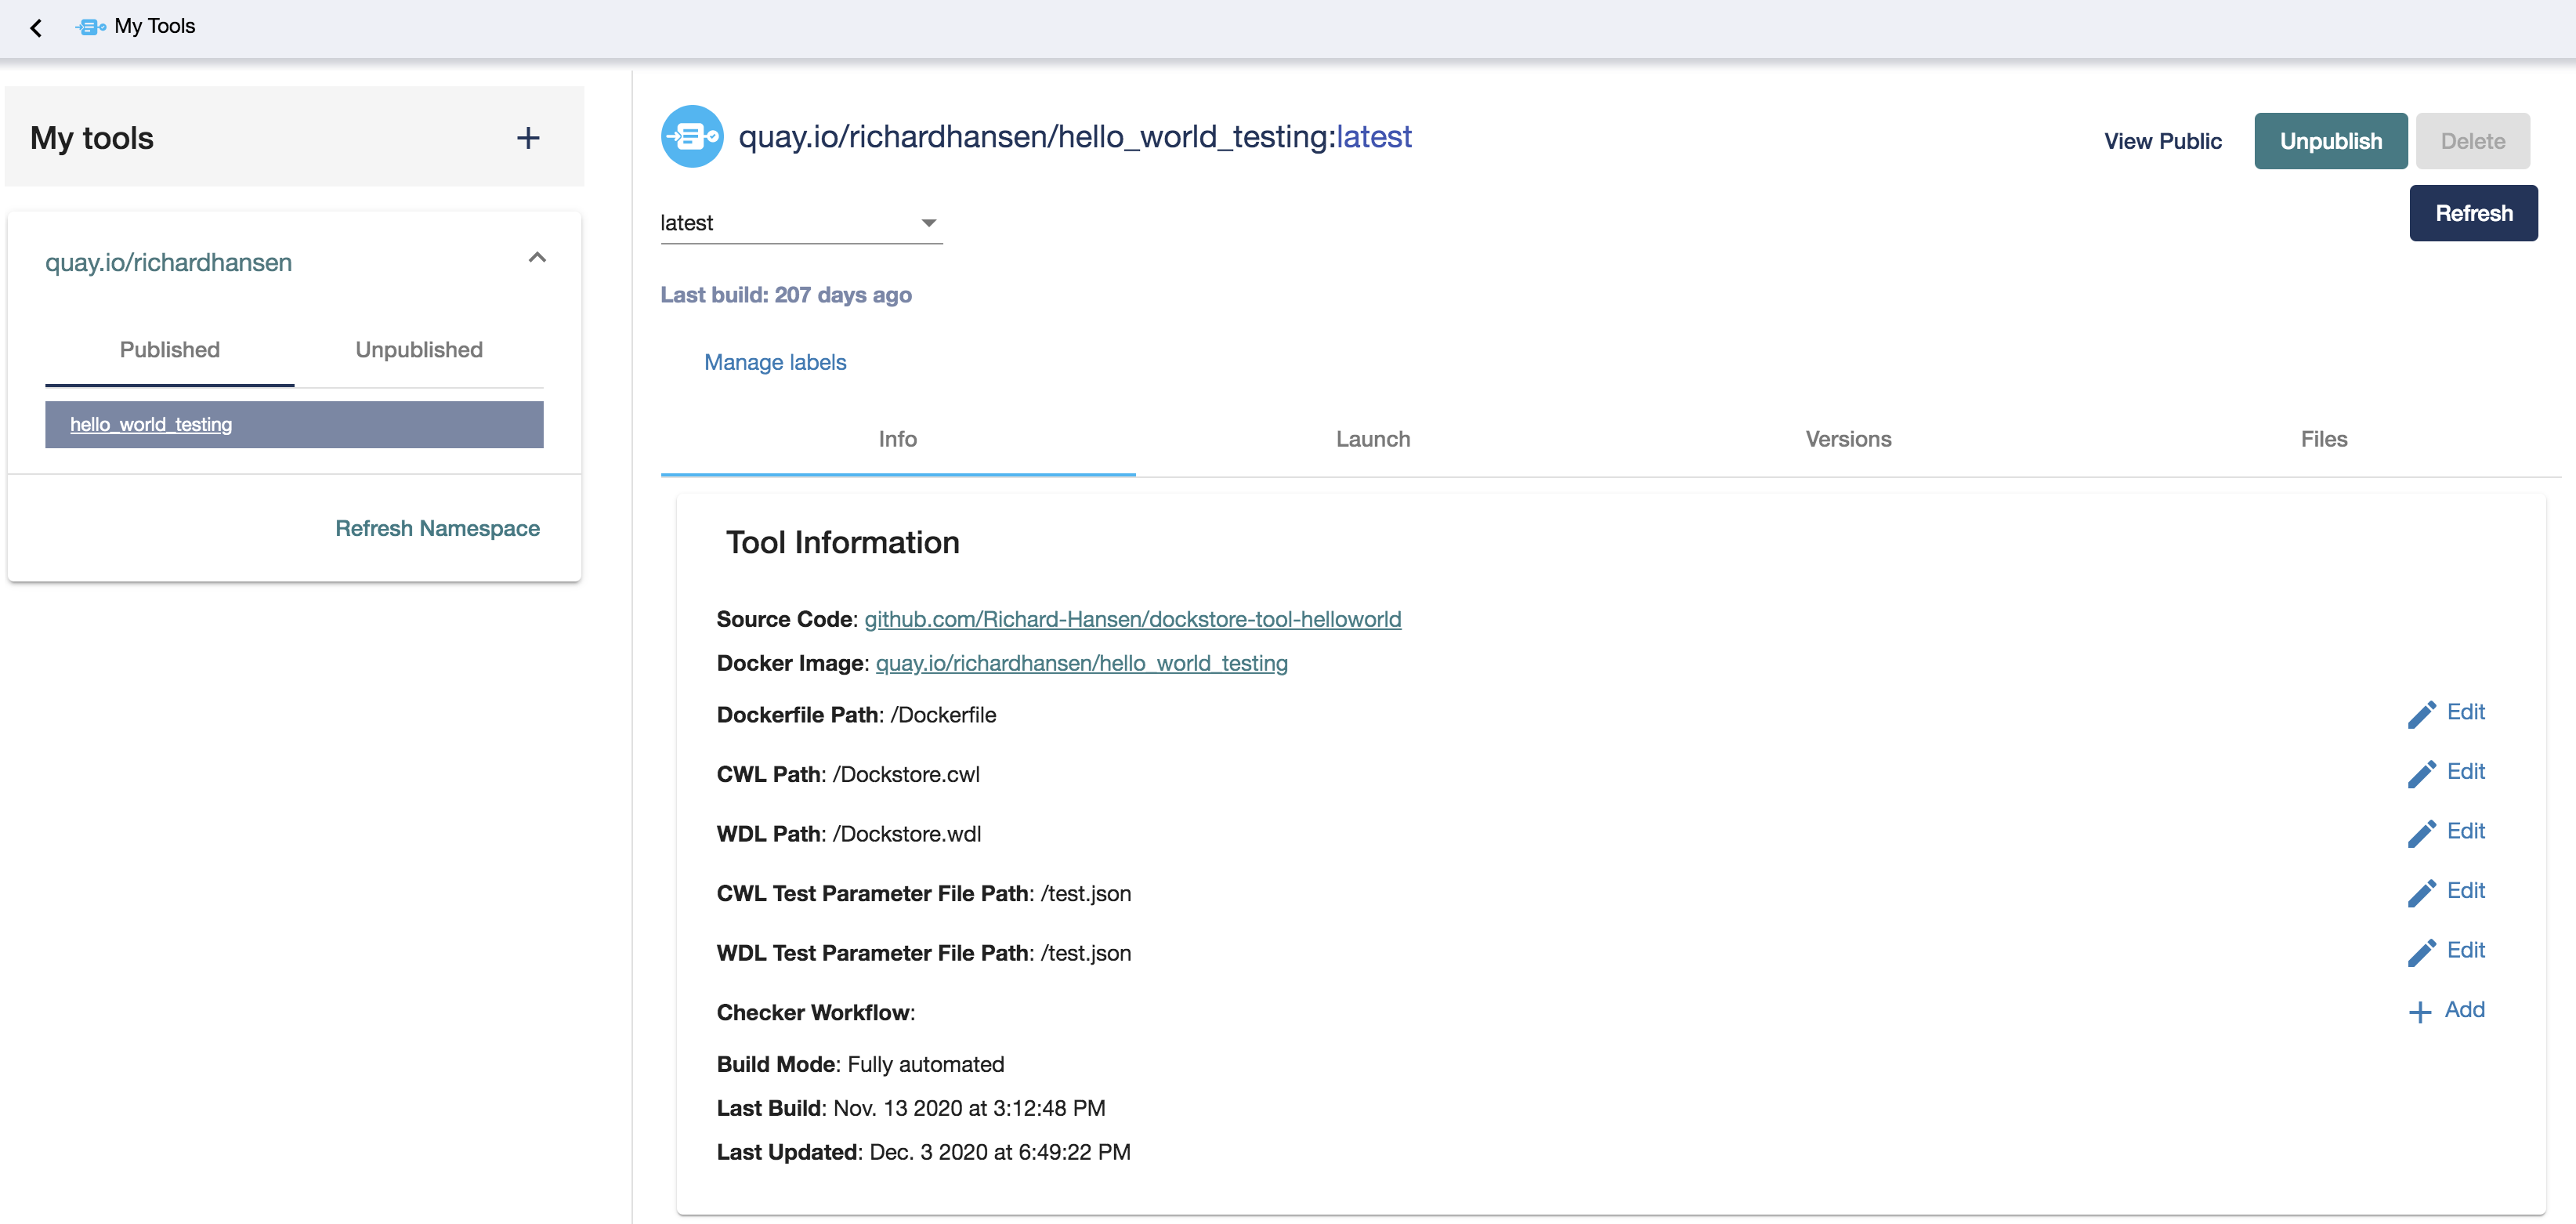 My Tools
My tools
quay.io/richardhansen
Published Unpublished
hello_world_testing
Refresh Namespace
quay.io/richardhansen/hello_world_testing:latest
View Public Unpublish Delete
Refresh
latest
Last build: 207 days ago
Manage labels
Info Launch Versions Files
Tool Information
Source Code: github.com/Richard-Hansen/dockstore-tool-helloworld
Docker Image: quay.io/richardhansen/hello_world_testing
Dockerfile Path: /Dockerfile Edit
CWL Path: /Dockstore.cwl Edit
WDL Path: /Dockstore.wdl Edit
CWL Test Parameter File Path: /test.json Edit
WDL Test Parameter File Path: /test.json Edit
Checker Workflow: Add
Build Mode: Fully automated
Last Build: Nov. 13 2020 at 3:12:48 PM
Last Updated: Dec. 3 2020 at 6:49:22 PM